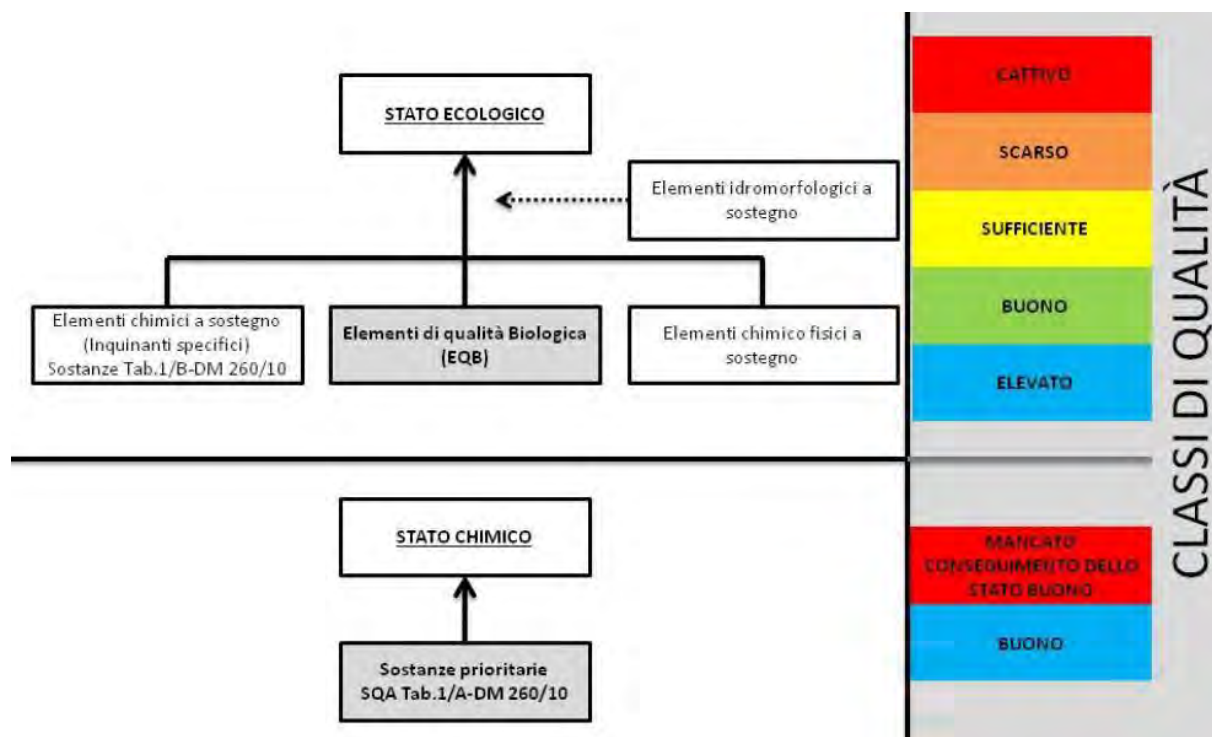 STATO ECOLOGICO
Elementi idromorfologici a
sostegno
Elementi chimici a sostegno
(Inquinanti specifici)
Sostanze Tab.1/B-DM 260/10
Elementi di qualità Biologica
(EQB)
Elementi chimico fisici a
sostegno
CATTIVO
SCARSO
SUFFICIENTE
BUONO
ELEVATO
STATO CHIMICO
Sostanze prioritarie
SQA Tab.1/A-DM 260/10
MANCATO
CONSEGUIMENTO DELLO
STATO BUONO
BUONO
CLASSI DI QUALITÀ